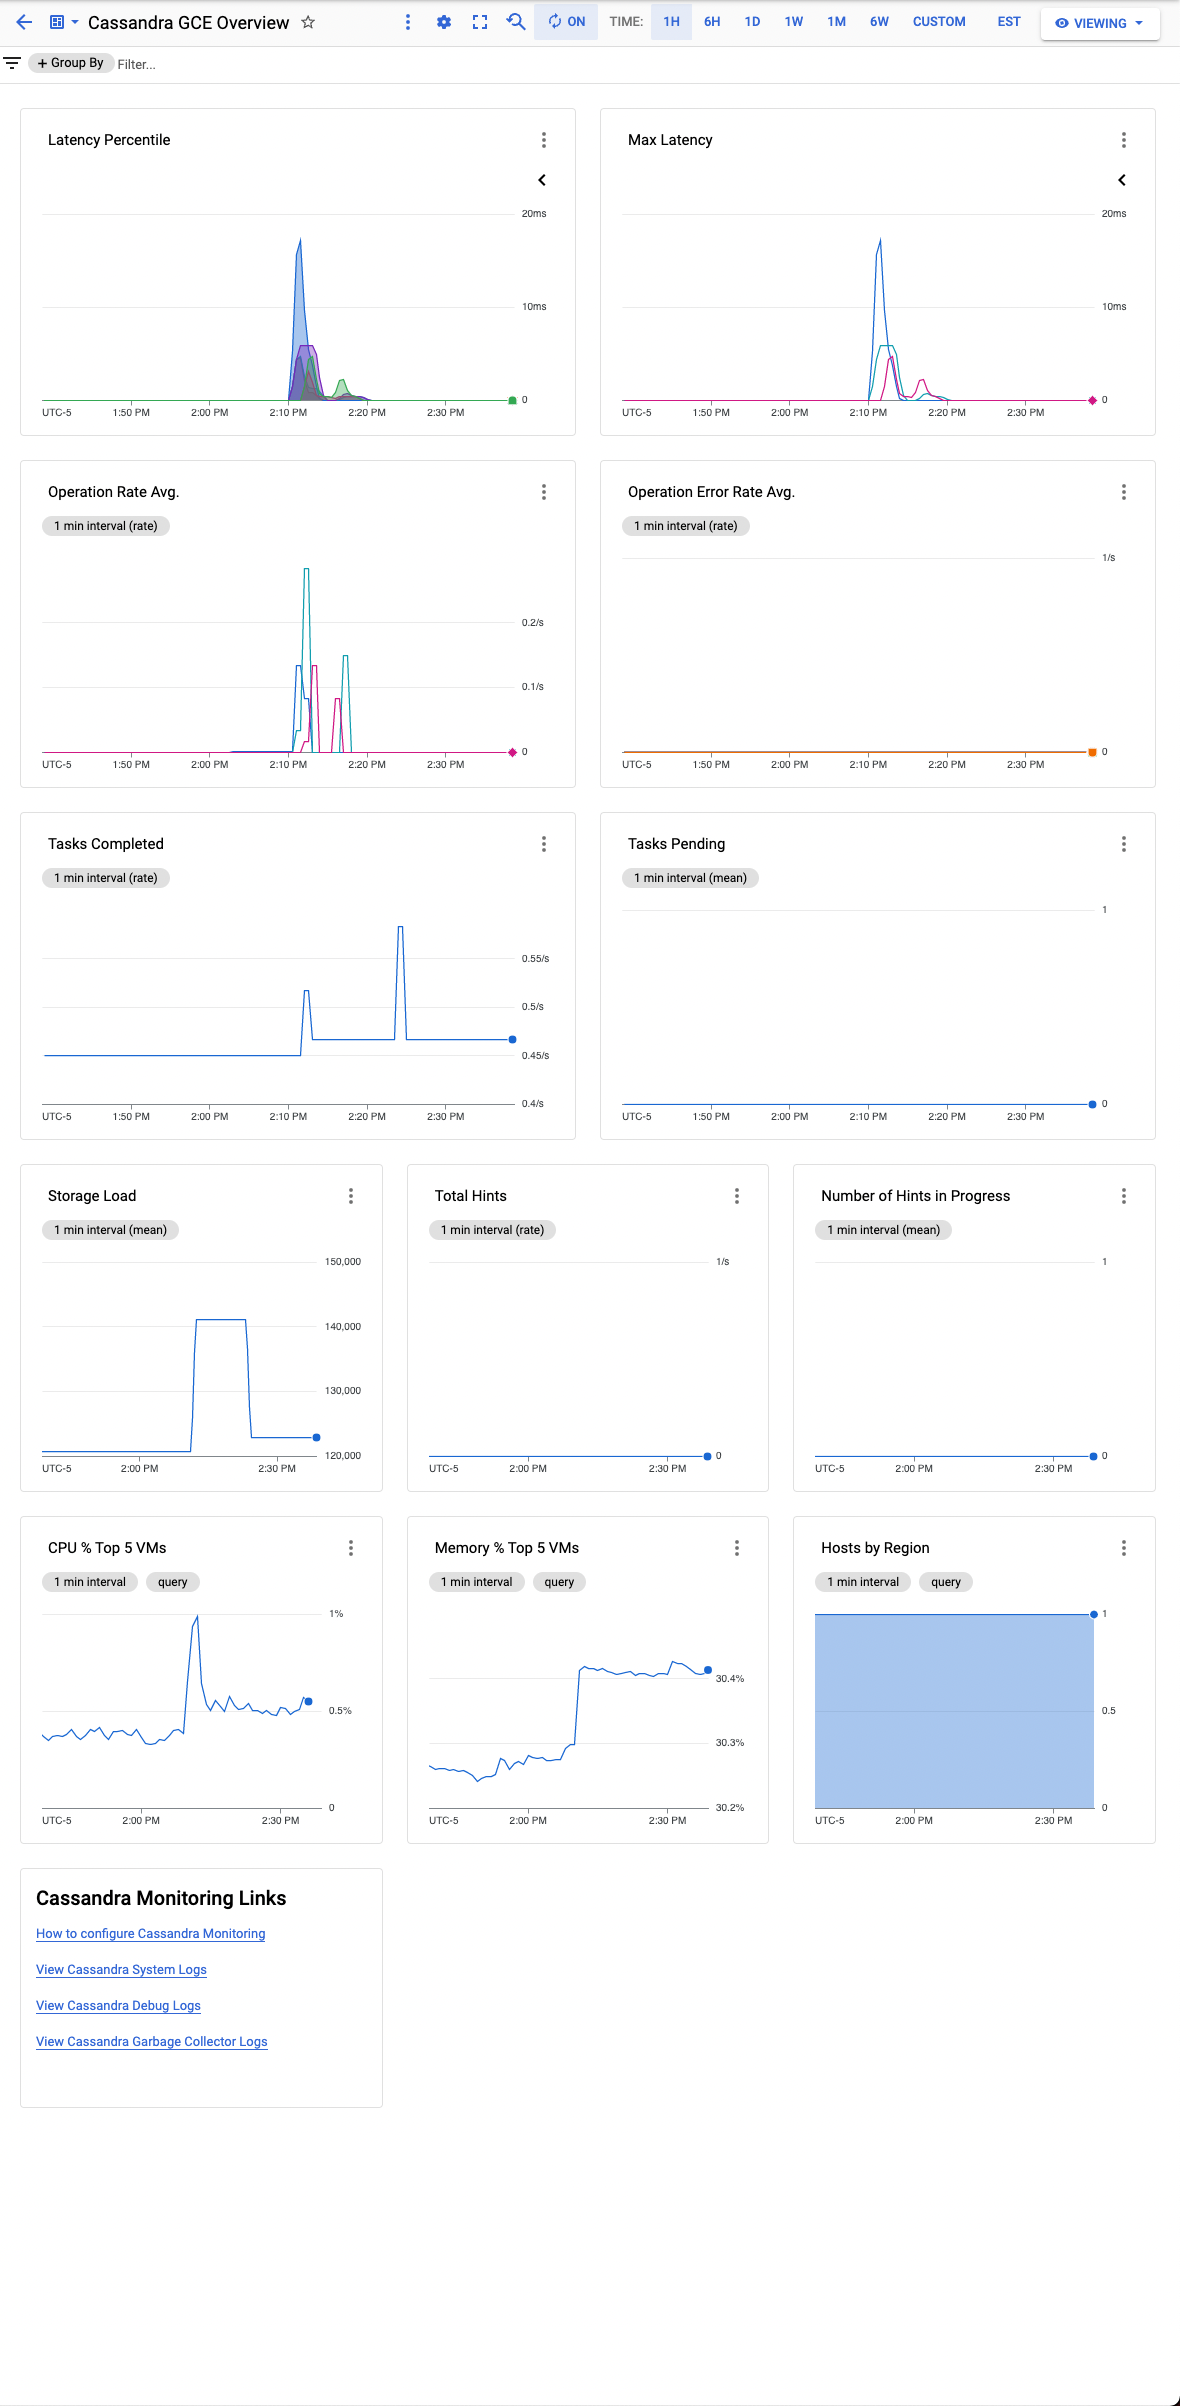 Cassandra GCE Overview
ON TIME: 1H 6H 1D 1W 1M 6W CUSTOM EST VIEWING
+ Group By Filter...
Latency Percentile
20ms
10ms
0
UTC-5 1:50 PM 2:00 PM 2:10 PM 2:20 PM 2:30 PM
Max Latency
20ms
10ms
0
UTC-5 1:50 PM 2:00 PM 2:10 PM 2:20 PM 2:30 PM
Operation Rate Avg.
1 min interval (rate)
0.2/s
0.1/s
0
UTC-5 1:50 PM 2:00 PM 2:10 PM 2:20 PM 2:30 PM
Operation Error Rate Avg.
1 min interval (rate)
1/s
0
UTC-5 1:50 PM 2:00 PM 2:10 PM 2:20 PM 2:30 PM
Tasks Completed
1 min interval (rate)
0.55/s
0.5/s
0.45/s
0.4/s
UTC-5 1:50 PM 2:00 PM 2:10 PM 2:20 PM 2:30 PM
Tasks Pending
1 min interval (mean)
1
0
UTC-5 1:50 PM 2:00 PM 2:10 PM 2:20 PM 2:30 PM
Storage Load
1 min interval (mean)
150,000
140,000
130,000
120,000
UTC-5 2:00 PM 2:30 PM
Total Hints
1 min interval (rate)
1/s
0
UTC-5 2:00 PM 2:30 PM
Number of Hints in Progress
1 min interval (mean)
1
0
UTC-5 2:00 PM 2:30 PM
CPU % Top 5 VMs
1 min interval query
1%
0.5%
0
UTC-5 2:00 PM 2:30 PM
Memory % Top 5 VMs
1 min interval query
30.4%
30.3%
30.2%
UTC-5 2:00 PM 2:30 PM
Hosts by Region
1 min interval query
1
0.5
0
UTC-5 2:00 PM 2:30 PM
Cassandra Monitoring Links
How to configure Cassandra Monitoring
View Cassandra System Logs
View Cassandra Debug Logs
View Cassandra Garbage Collector Logs